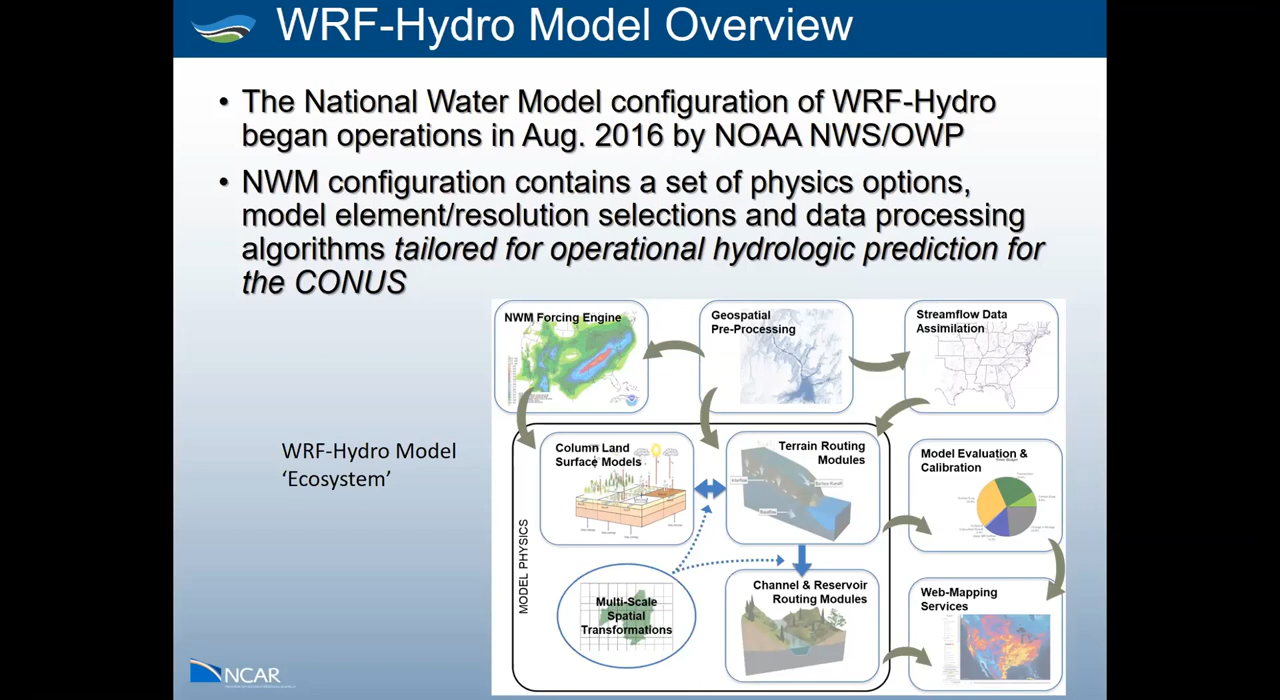 WRF-Hydro Model Overview
• The National Water Model configuration of WRF-Hydro
began operations in Aug. 2016 by NOAA NWS/OWP
• NWM configuration contains a set of physics options,
model element/resolution selections and data processing
algorithms tailored for operational hydrologic prediction for
the CONUS
WRF-Hydro Model
‘Ecosystem’
NWM Forcing Engine
Geospatial
Pre-Processing
Streamflow Data
Assimilation
MODEL PHYSICS
Column Land
Surface Models
Terrain Routing
Modules
Model Evaluation &
Calibration
Multi-Scale
Spatial
Transformations
Channel & Reservoir
Routing Modules
Web-Mapping
Services
NCAR